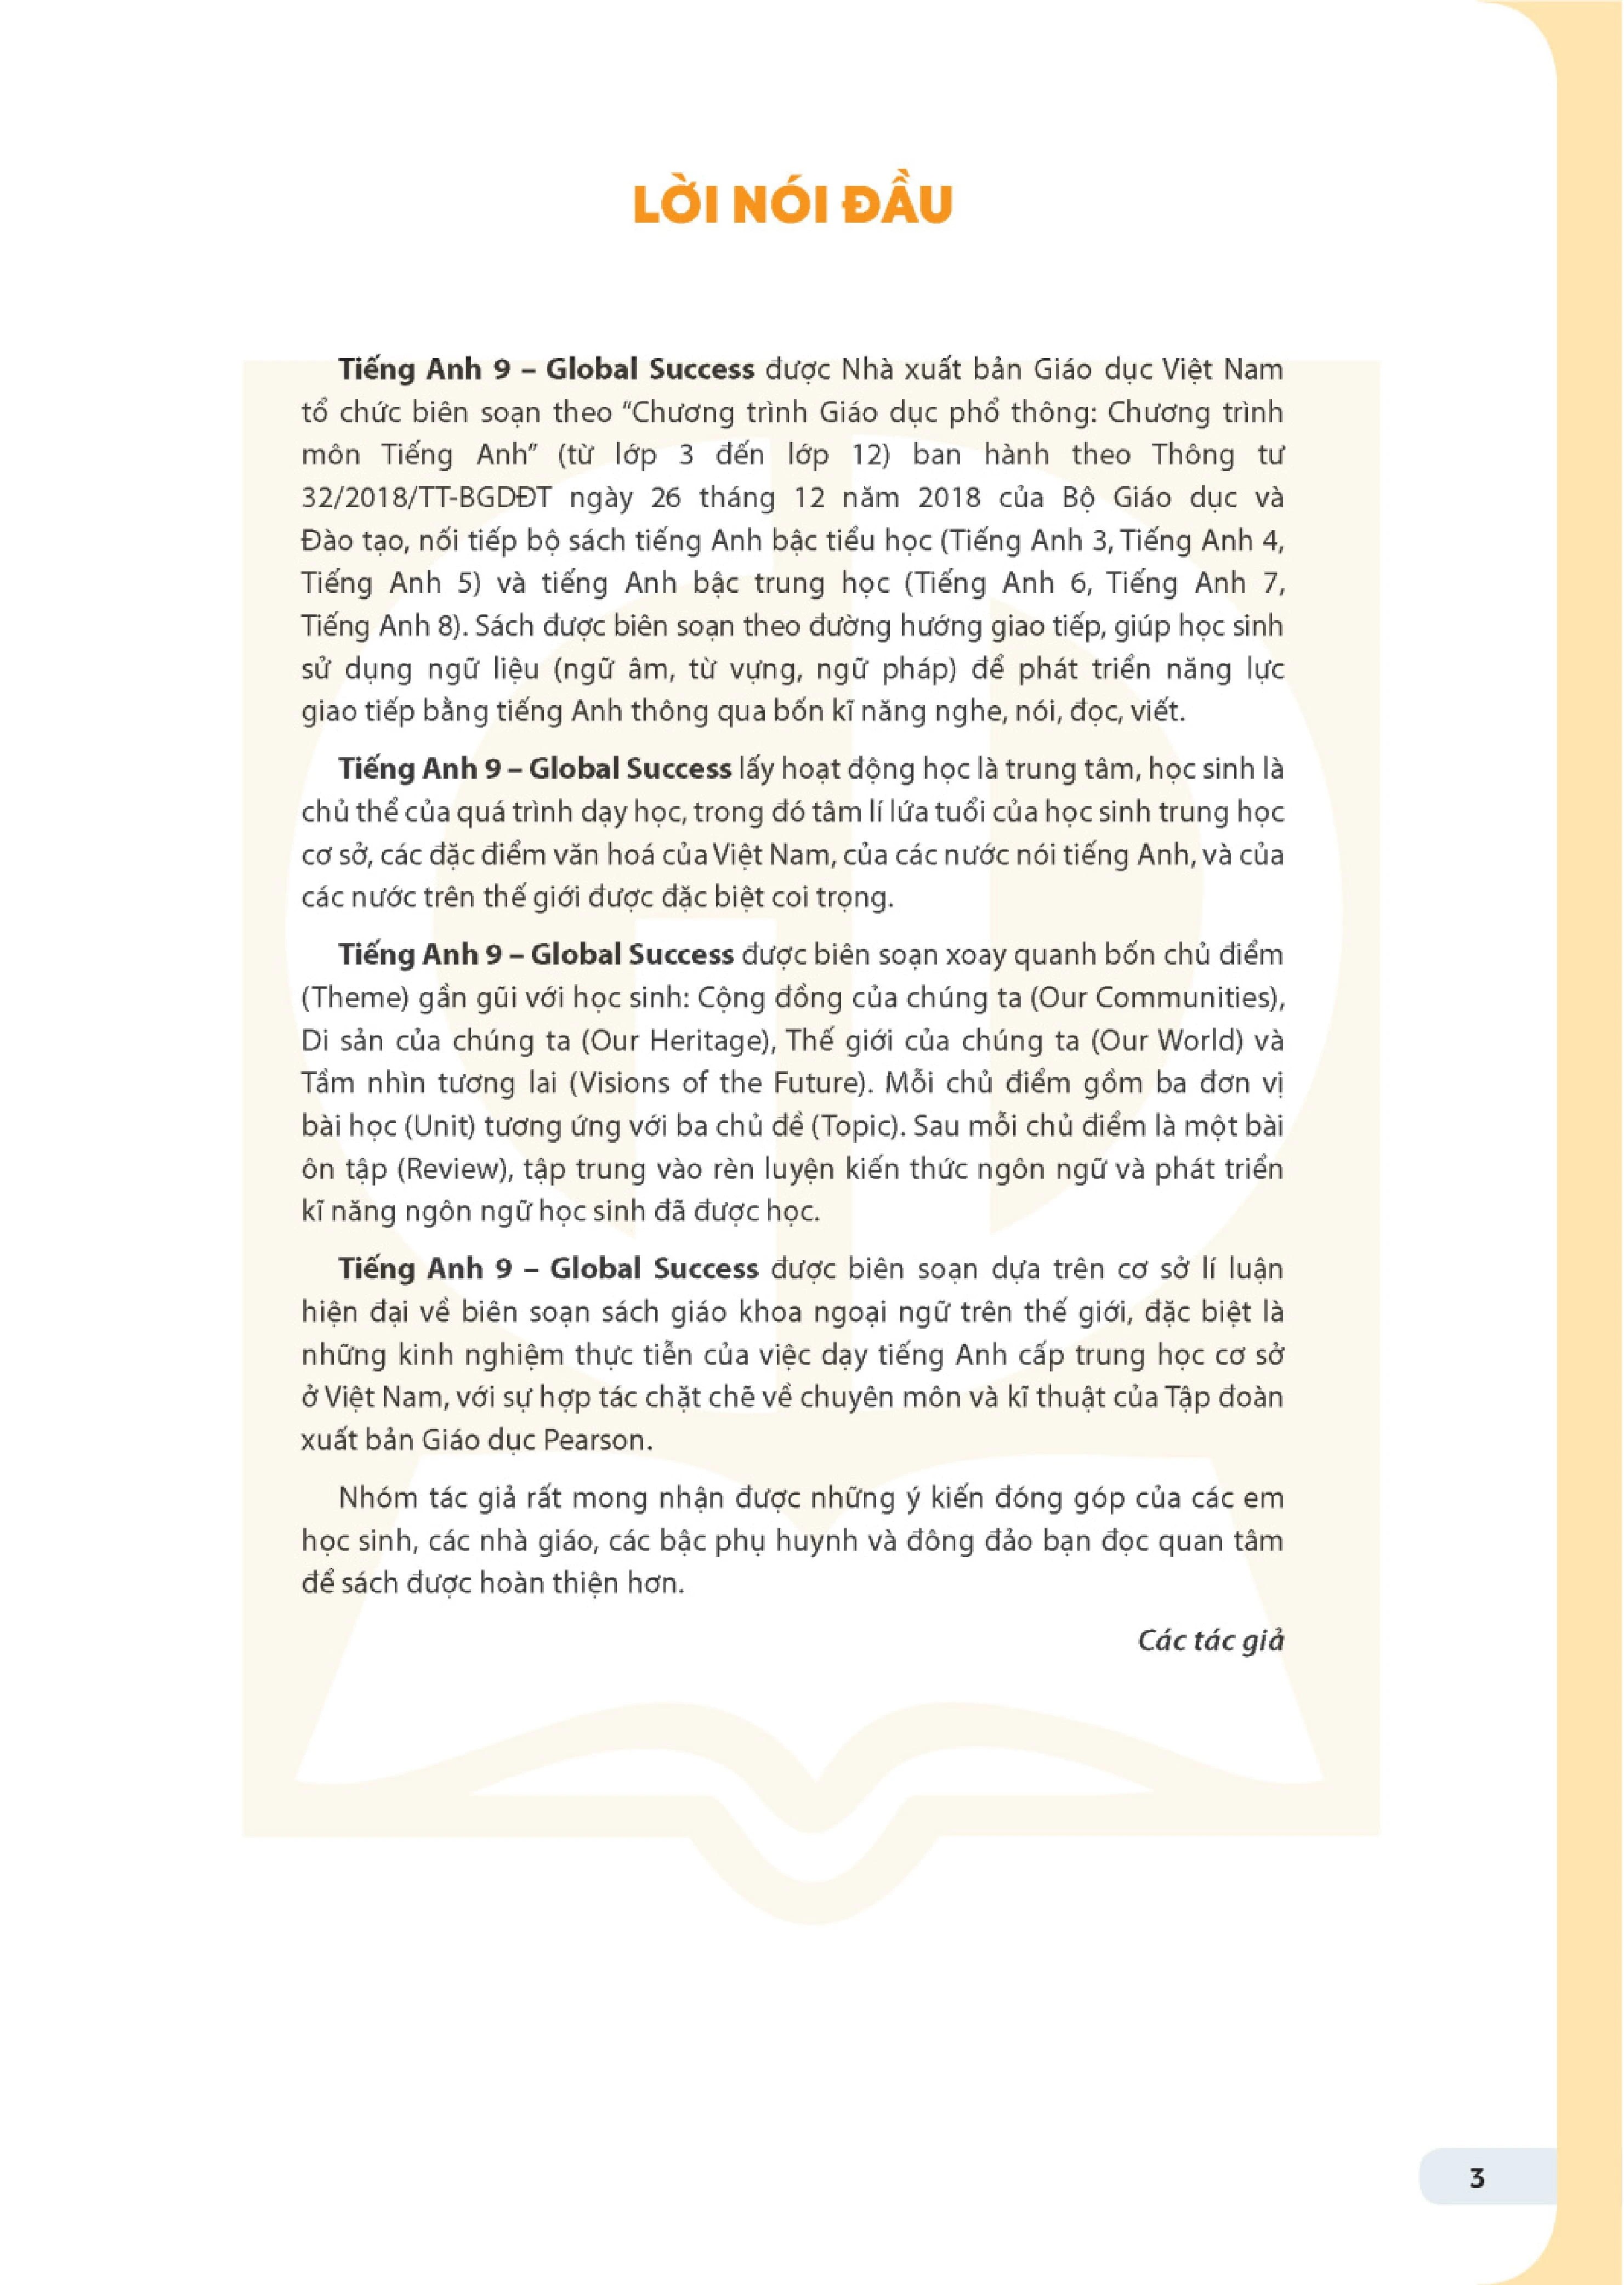 LỜI NÓI ĐẦU
Tiếng Anh 9 – Global Success được Nhà xuất bản Giáo dục Việt Nam
tổ chức biên soạn theo “Chương trình Giáo dục phổ thông: Chương trình
môn Tiếng Anh” (từ lớp 3 đến lớp 12) ban hành theo Thông tư
32/2018/TT-BGDĐT ngày 26 tháng 12 năm 2018 của Bộ Giáo dục và
Đào tạo, nối tiếp bộ sách tiếng Anh bậc tiểu học (Tiếng Anh 3, Tiếng Anh 4,
Tiếng Anh 5) và tiếng Anh bậc trung học (Tiếng Anh 6, Tiếng Anh 7,
Tiếng Anh 8). Sách được biên soạn theo đường hướng giao tiếp, giúp học sinh
sử dụng ngữ liệu (ngữ âm, từ vựng, ngữ pháp) để phát triển năng lực
giao tiếp bằng tiếng Anh thông qua bốn kĩ năng nghe, nói, đọc, viết.
Tiếng Anh 9 – Global Success lấy hoạt động học là trung tâm, học sinh là
chủ thể của quá trình dạy học, trong đó tâm lí lứa tuổi của học sinh trung học
cơ sở, các đặc điểm văn hoá của Việt Nam, của các nước nói tiếng Anh, và của
các nước trên thế giới được đặc biệt coi trọng.
Tiếng Anh 9 – Global Success được biên soạn xoay quanh bốn chủ điểm
(Theme) gần gũi với học sinh: Cộng đồng của chúng ta (Our Communities),
Di sản của chúng ta (Our Heritage), Thế giới của chúng ta (Our World) và
Tầm nhìn tương lai (Visions of the Future). Mỗi chủ điểm gồm ba đơn vị
bài học (Unit) tương ứng với ba chủ đề (Topic). Sau mỗi chủ điểm là một bài
ôn tập (Review), tập trung vào rèn luyện kiến thức ngôn ngữ và phát triển
kĩ năng ngôn ngữ học sinh đã được học.
Tiếng Anh 9 – Global Success được biên soạn dựa trên cơ sở lí luận
hiện đại về biên soạn sách giáo khoa ngoại ngữ trên thế giới, đặc biệt là
những kinh nghiệm thực tiễn của việc dạy tiếng Anh cấp trung học cơ sở
ở Việt Nam, với sự hợp tác chặt chẽ về chuyên môn và kĩ thuật của Tập đoàn
xuất bản Giáo dục Pearson.
Nhóm tác giả rất mong nhận được những ý kiến đóng góp của các em
học sinh, các nhà giáo, các bậc phụ huynh và đông đảo bạn đọc quan tâm
để sách được hoàn thiện hơn.
Các tác giả
3